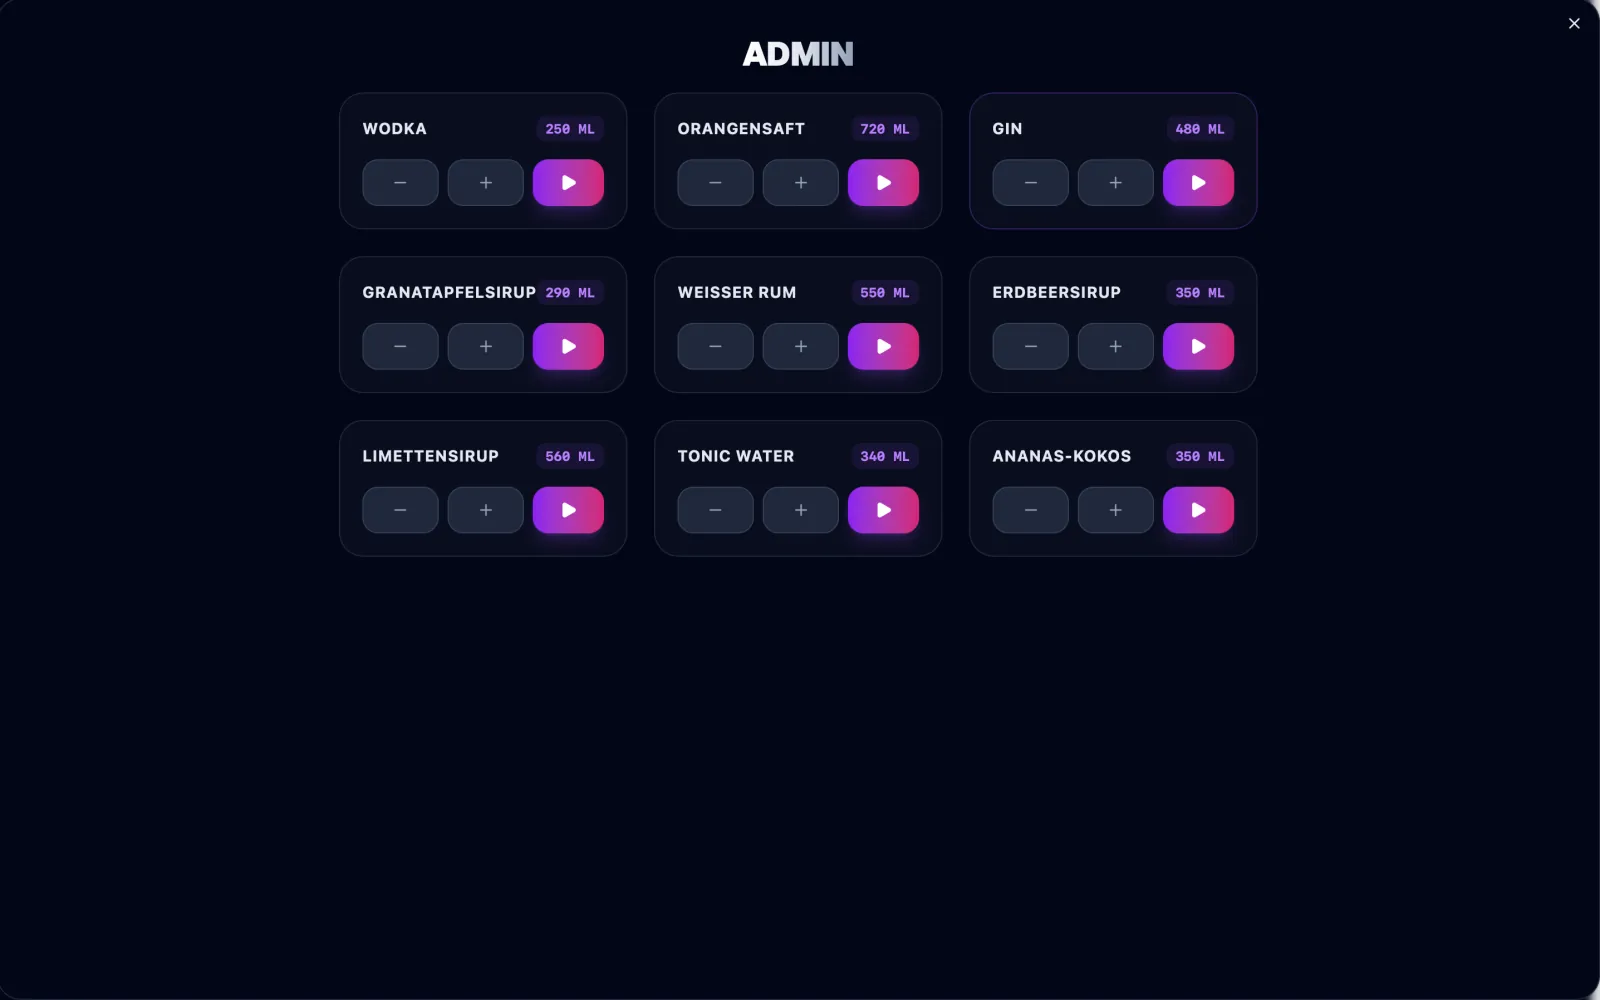 ADMIN
WODKA 250 ML
ORANGENSAFT 720 ML
GIN 480 ML
GRANATAPFELSIRUP 290 ML
WEISSER RUM 550 ML
ERDBEERSIRUP 350 ML
LIMETTENSIRUP 560 ML
TONIC WATER 340 ML
ANANAS-KOKOS 350 ML